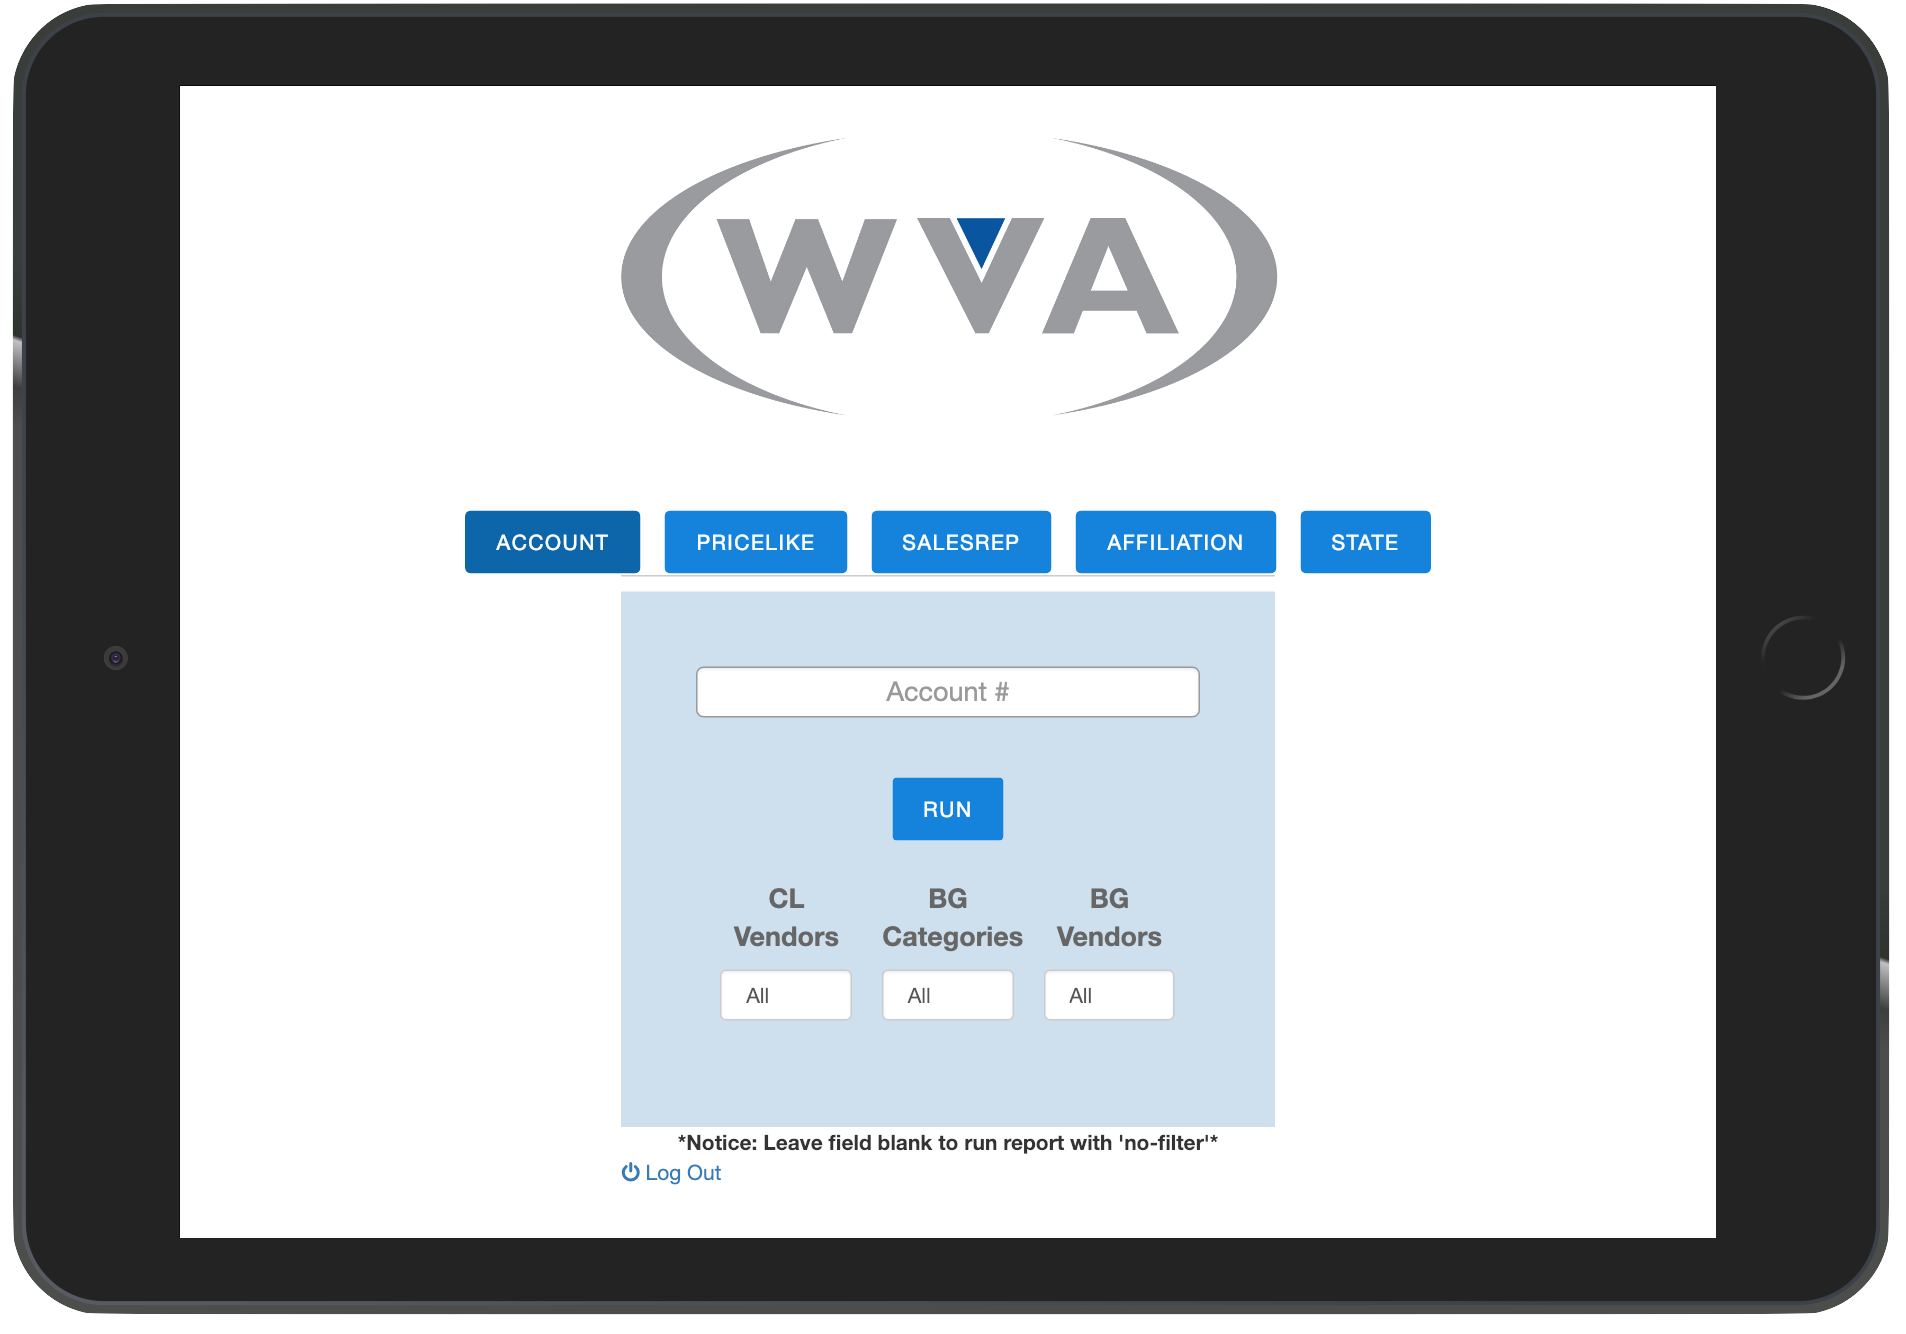 WVA
ACCOUNT PRICELIKE SALESREP AFFILIATION STATE
Account #
RUN
CL Vendors
BG Categories
BG Vendors
All All All
*Notice: Leave field blank to run report with 'no-filter'*
Log Out